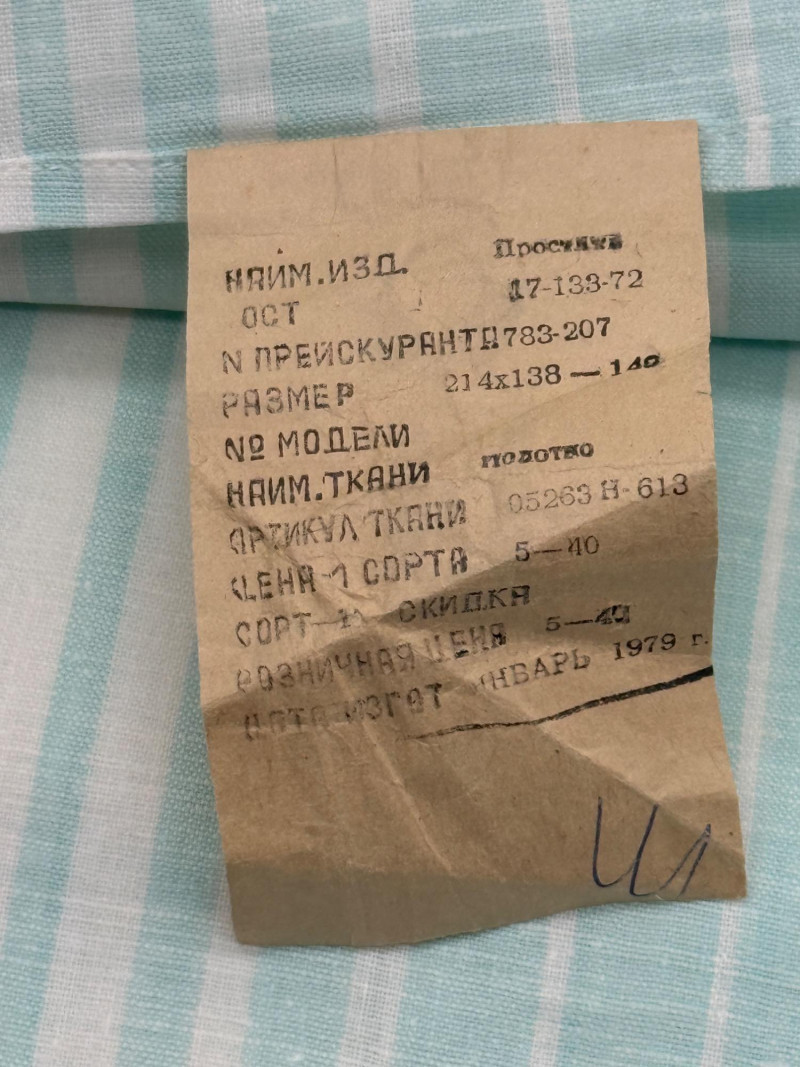 НАИМ.ИЗД. Простыня
ОСТ 17-133-72
N ПРЕЙСКУРАНТА 783-207
РАЗМЕР 214х138 — 140
№ МОДЕЛИ
НАИМ.ТКАНИ полотно
АРТИКУЛ ТКАНИ 05263 Н-613
ЦЕНА-1 СОРТА 5—40
СОРТ СКИДКА
РОЗНИЧНАЯ ЦЕНА 5—40
ДАТА ИЗГОТ ЯНВАРЬ 1979 г.